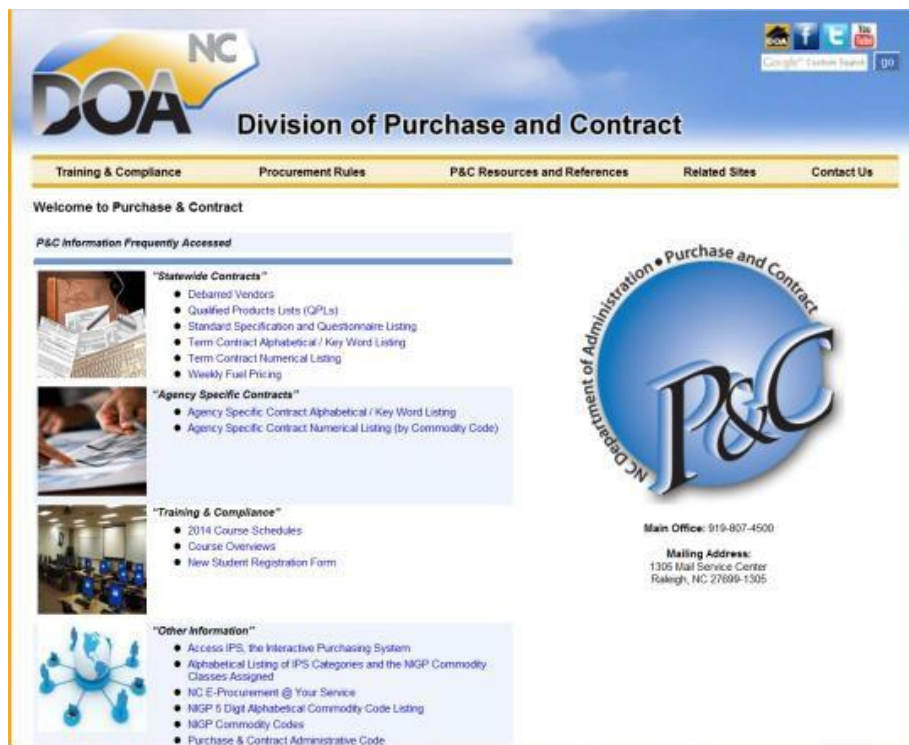 NC
DOA
Division of Purchase and Contract
You
Tube
go
Training & Compliance Procurement Rules P&C Resources and References Related Sites Contact Us
Welcome to Purchase & Contract
P&C Information Frequently Accessed
"Statewide Contracts"
Debarred Vendors
Qualified Products Lists (QPLs)
Standard Specification and Questionnaire Listing
Term Contract Alphabetical / Key Word Listing
Term Contract Numerical Listing
Weekly Fuel Pricing
"Agency Specific Contracts"
Agency Specific Contract Alphabetical / Key Word Listing
Agency Specific Contract Numerical Listing (by Commodity Code)
"Training & Compliance"
2014 Course Schedules
Course Overviews
New Student Registration Form
"Other Information"
Access IPS, the Interactive Purchasing System
Alphabetical Listing of IPS Categories and the NIGP Commodity
Classes Assigned
NC E-Procurement @ Your Service
NIGP 5 Digit Alphabetical Commodity Code Listing
NIGP Commodity Codes
Purchase & Contract Administrative Code
NC Department of Administration • Purchase and Contract
P&C
Main Office: 919-807-4500
Mailing Address:
1305 Mail Service Center
Raleigh, NC 27699-1305